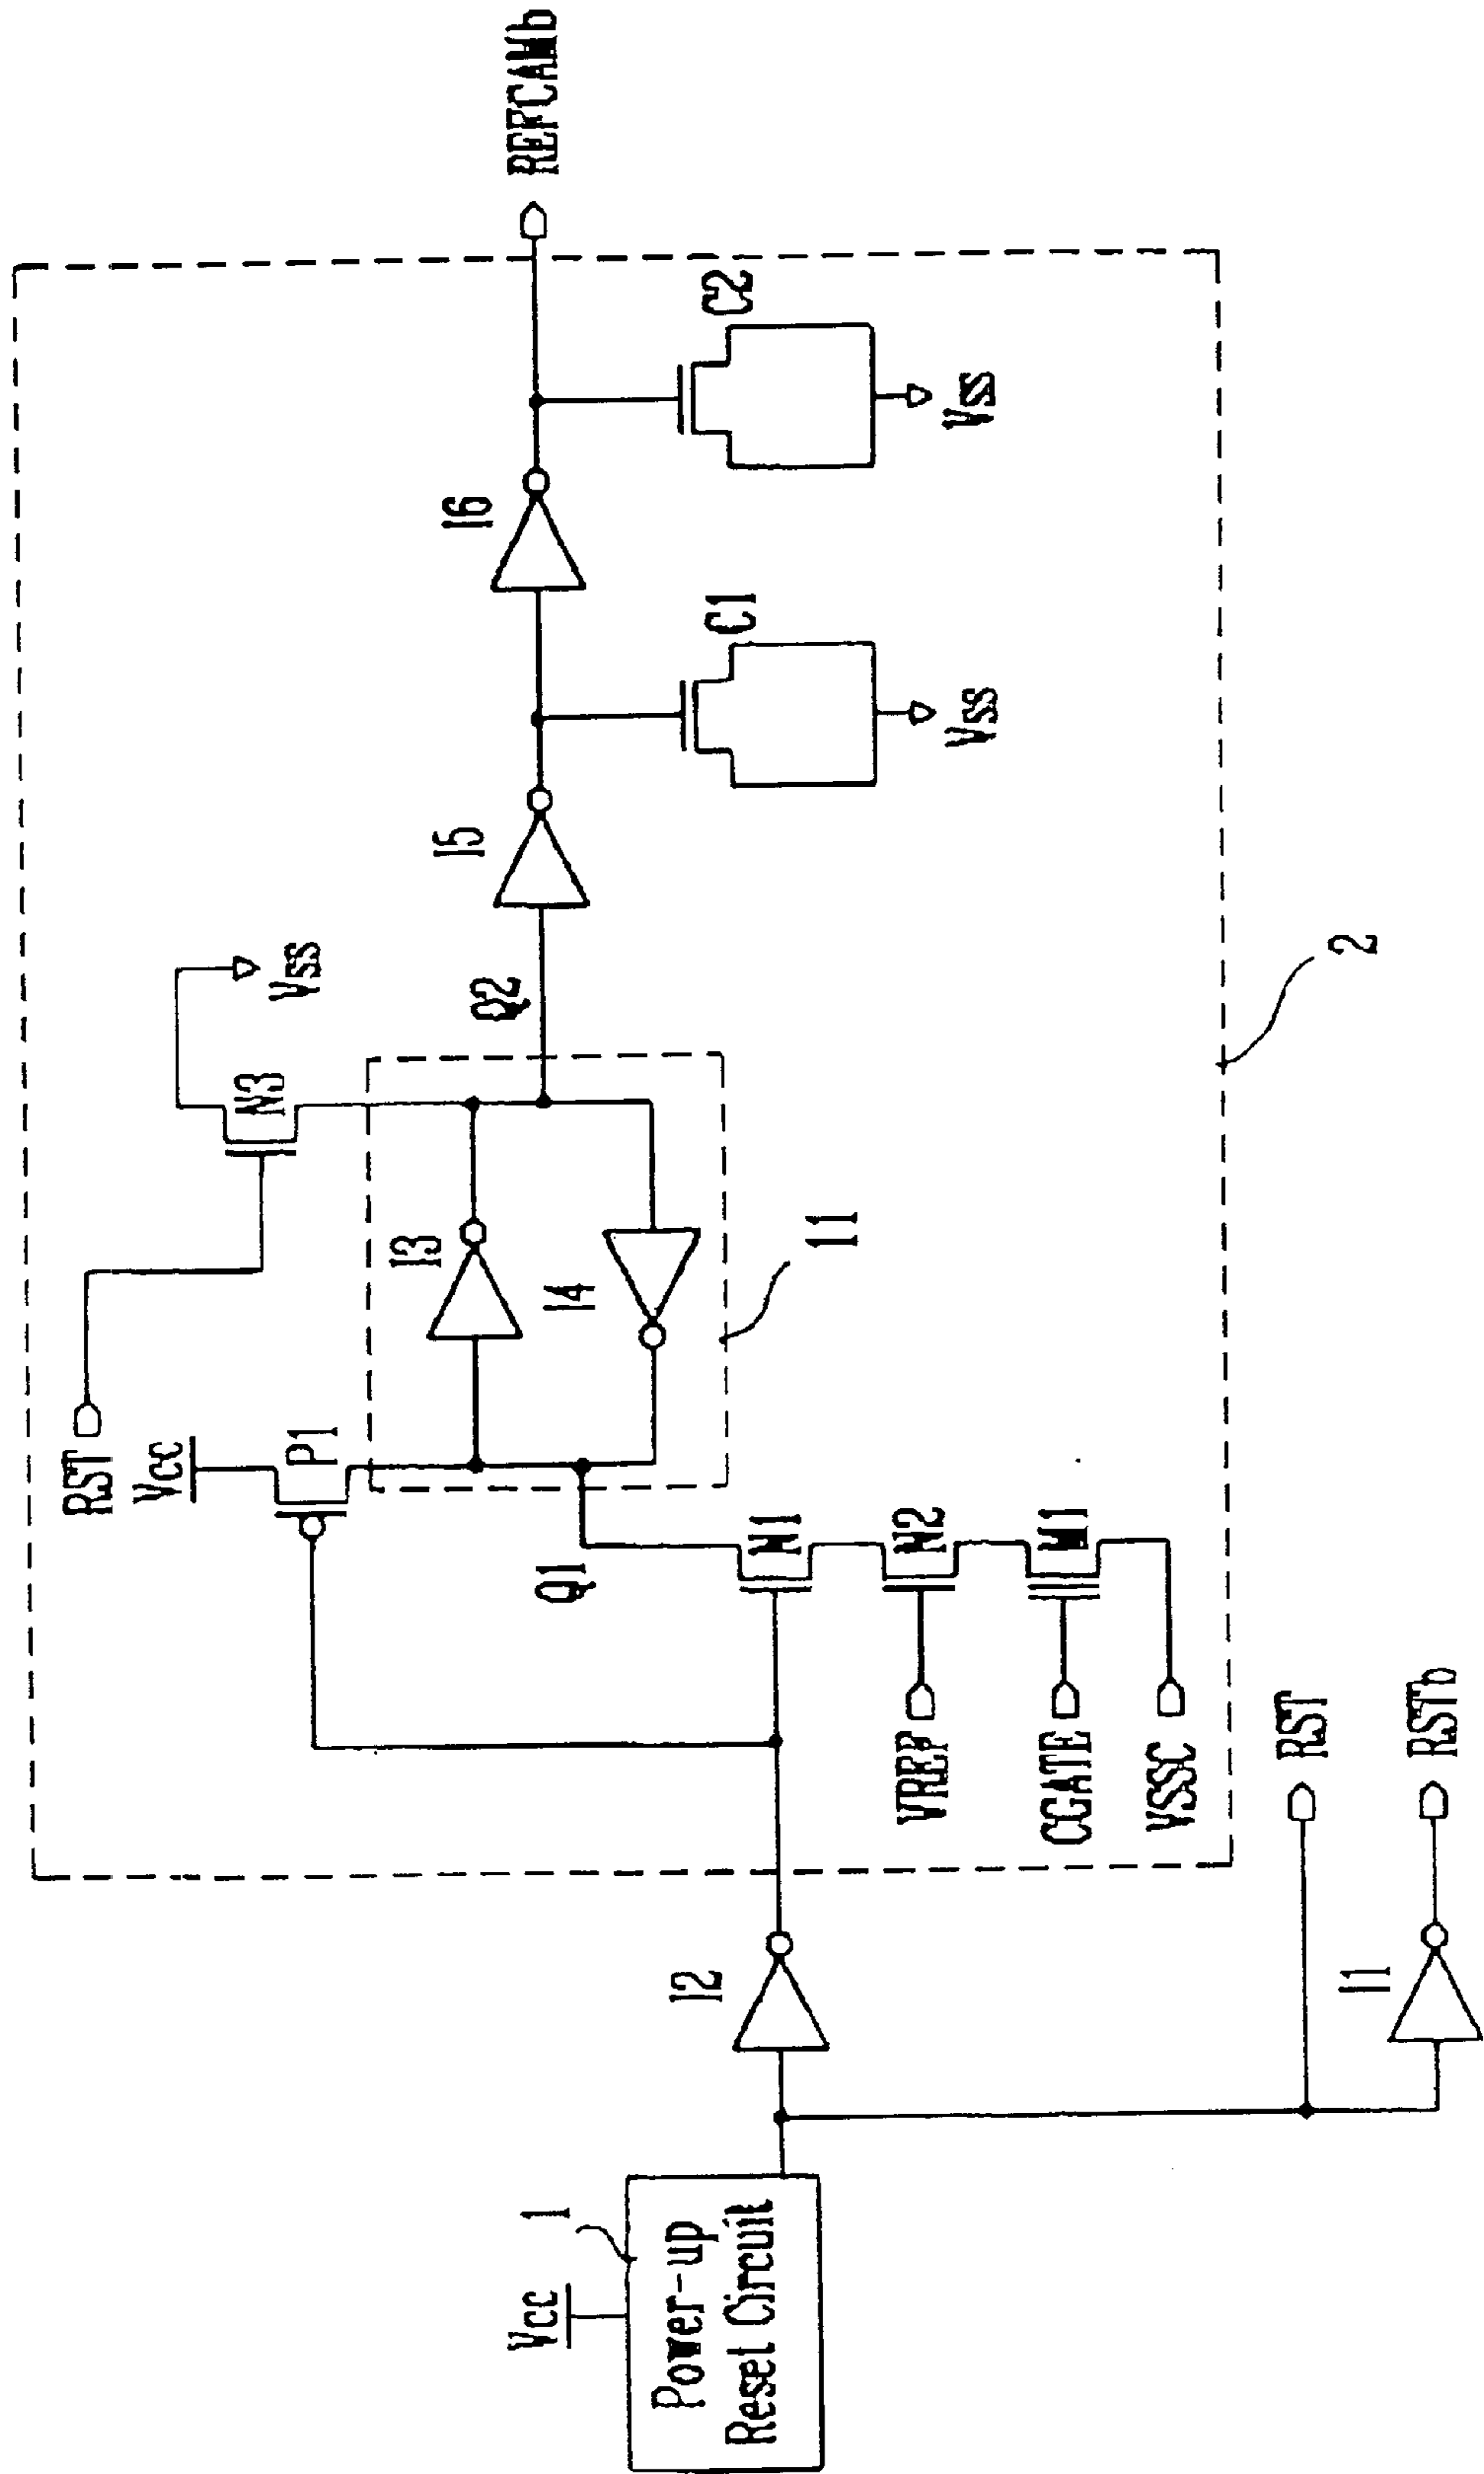 Vcc
1
Power-up
Reset Circuit
I2
I1
RST
RSTb
2
RST
Vcc
P1
N3
Vss
Q1
N1
VREF
N2
CGATE
M1
VSSC
I3
I4
11
Q2
I5
C1
Vss
I6
C2
Vss
REFCAMb